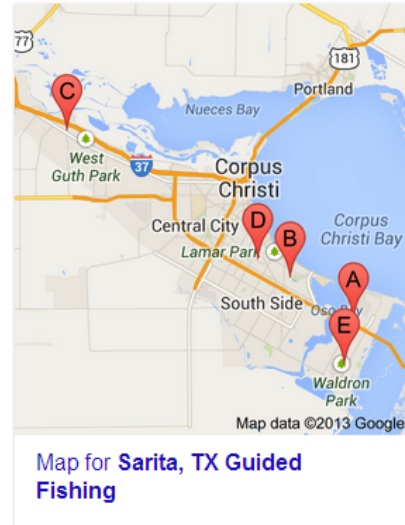 77
181
Portland
Nueces Bay
C
West
Guth Park
37
Corpus
Christi
D
Central City
Corpus
Christi Bay
B
Lamar Park
A
South Side
Oso Bay
E
Waldron
Park
Map data ©2013 Google
Map for Sarita, TX Guided
Fishing